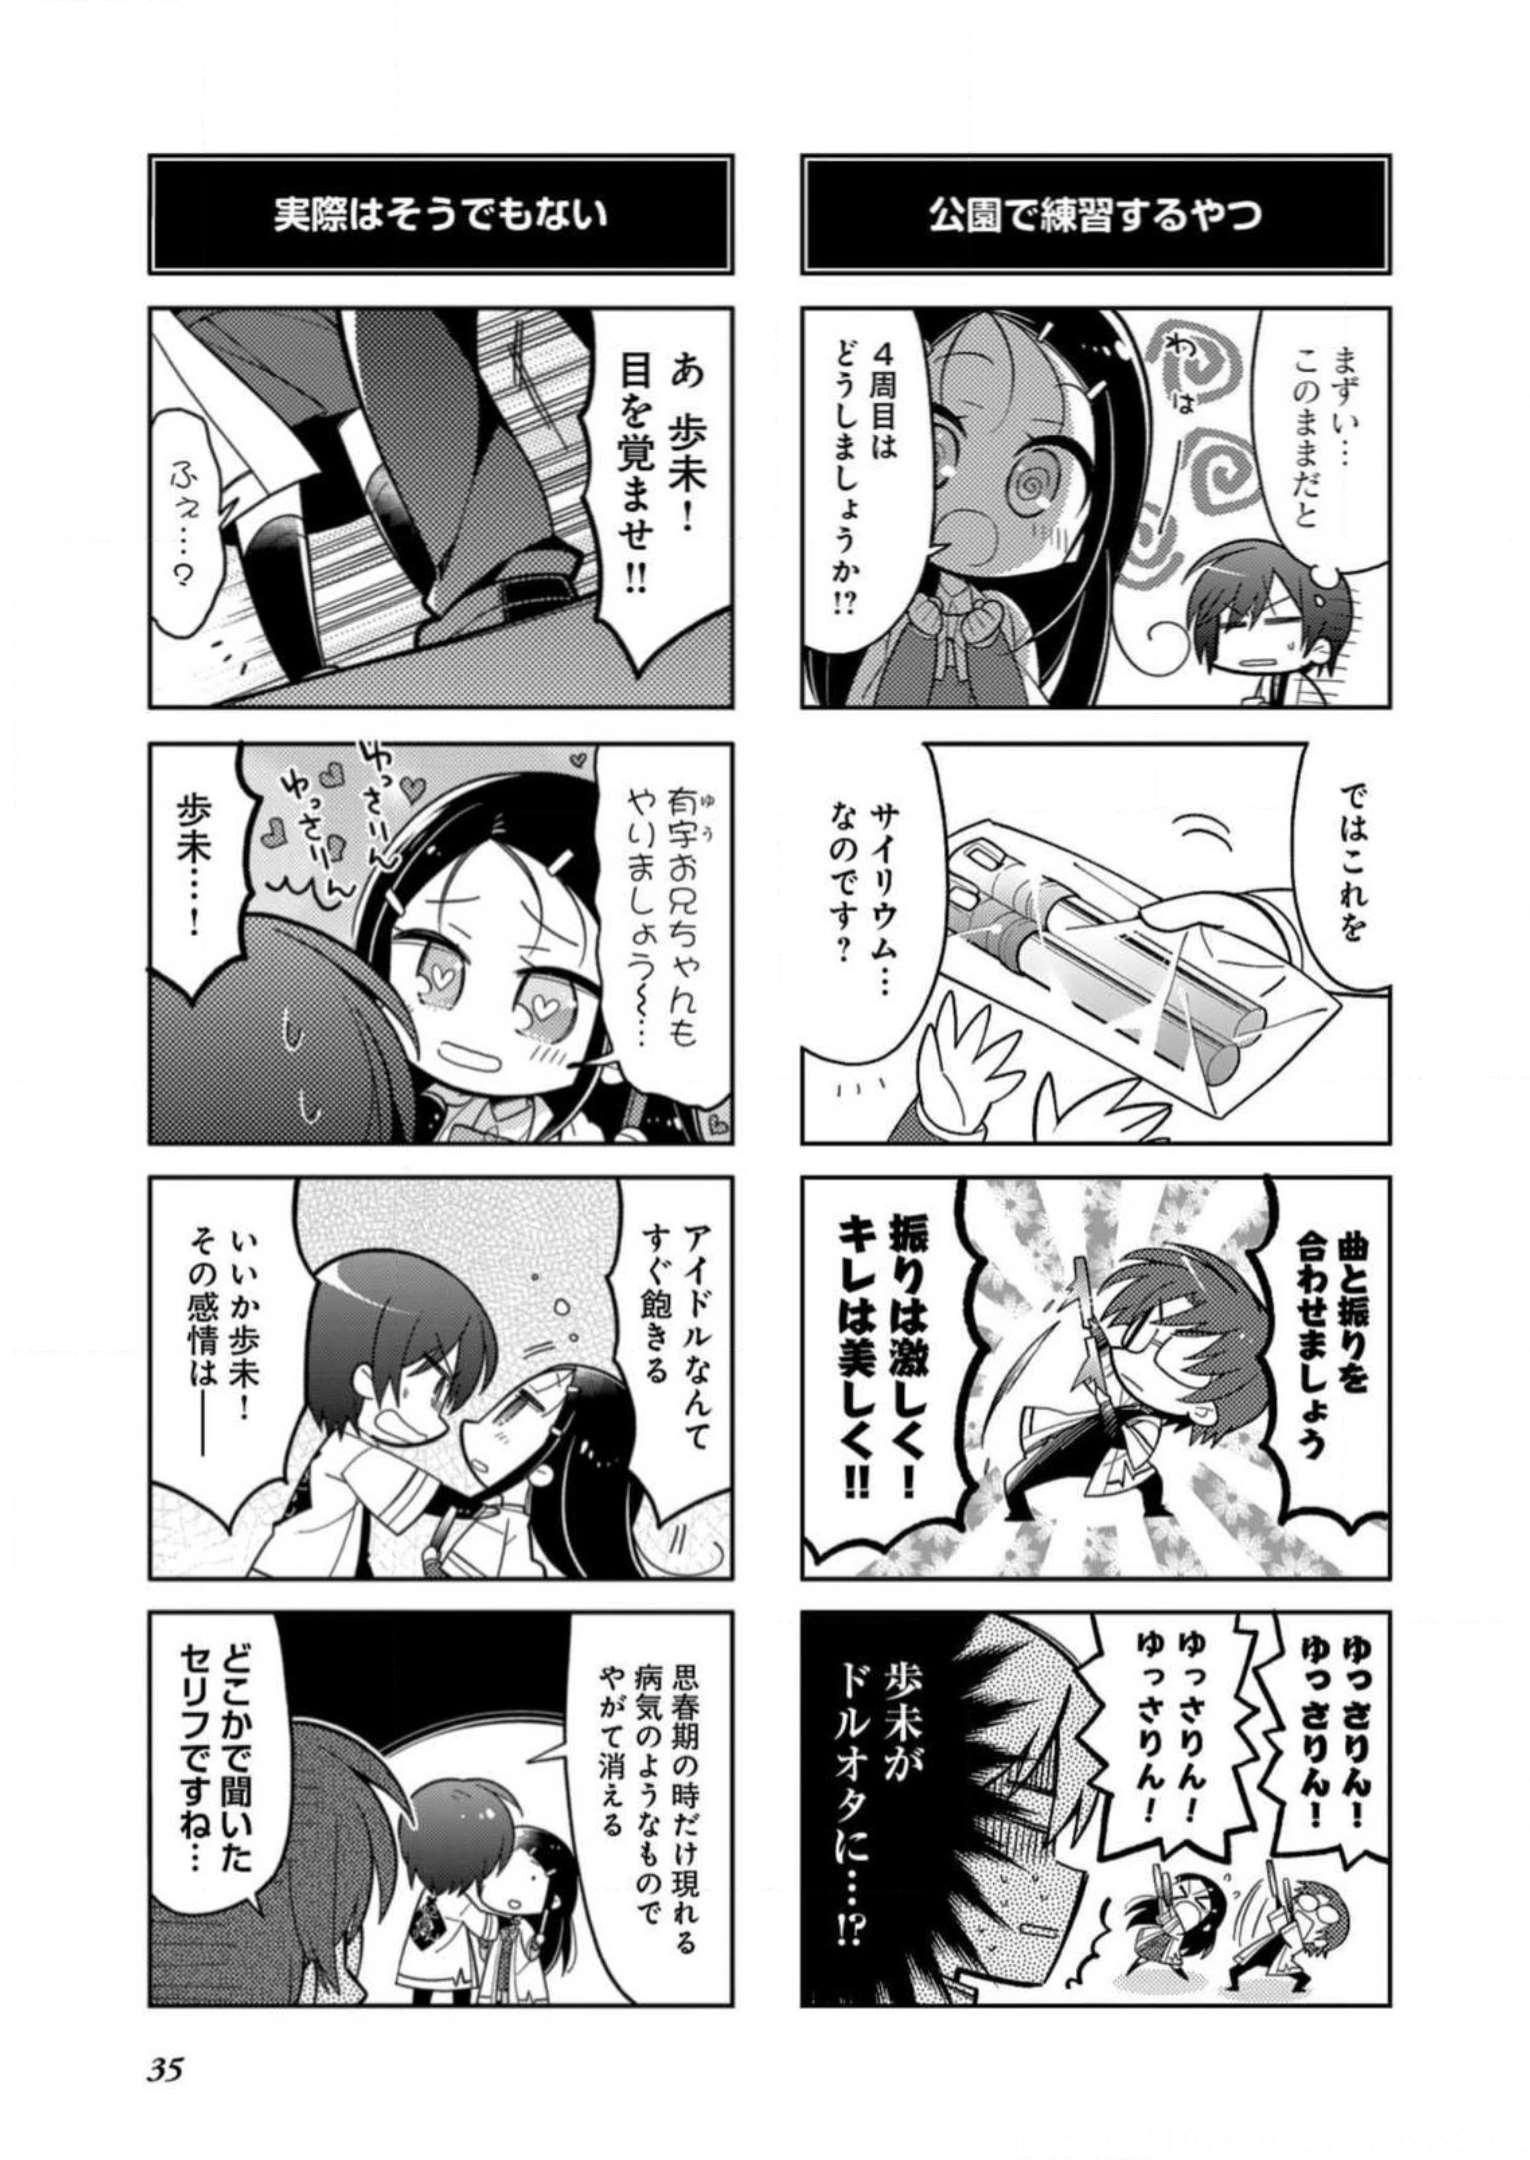 公園で練習するやつ
まずい…
このままだと
わ
は
4周目は
どうしましょうか!?
ではこれを
サイリウム…
なのです?
曲と振りを
合わせましょう
振りは激しく!
キレは美しく!!
ゆっさりん!
ゆっさりん!
ゆっさりん!
ゆっさりん!
歩未が
ドルオタに…!?
実際はそうでもない
あ 歩未!
目を覚ませ!!
ふぇ…?
有宇お兄ちゃんも
ゆう
やりましょう〜…
ゆっさりん
ゆっさりん
歩未…!
アイドルなんて
すぐ飽きる
いいか歩未!
その感情は――
思春期の時だけ現れる
病気のようなもので
やがて消える
どこかで聞いた
セリフですね…
35